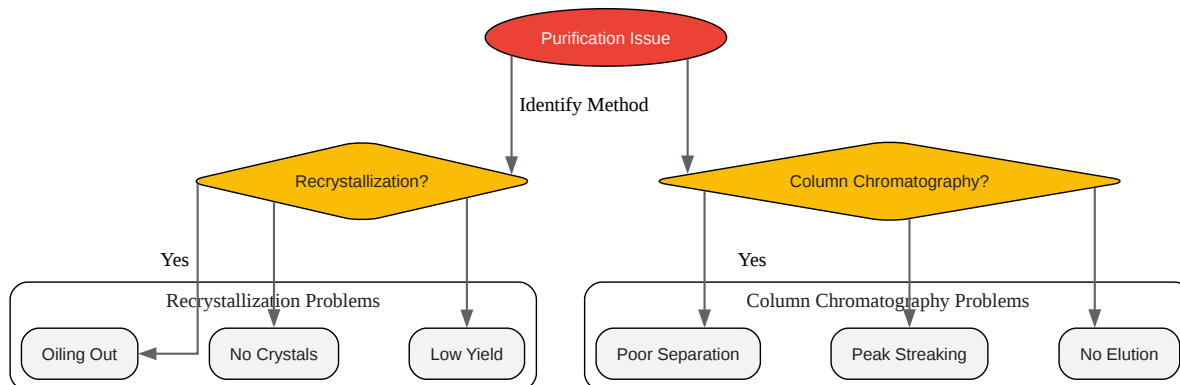 Purification Issue
Identify Method
Recrystallization?
Column Chromatography?
Yes
Yes
Recrystallization Problems
Column Chromatography Problems
Oiling Out
No Crystals
Low Yield
Poor Separation
Peak Streaking
No Elution